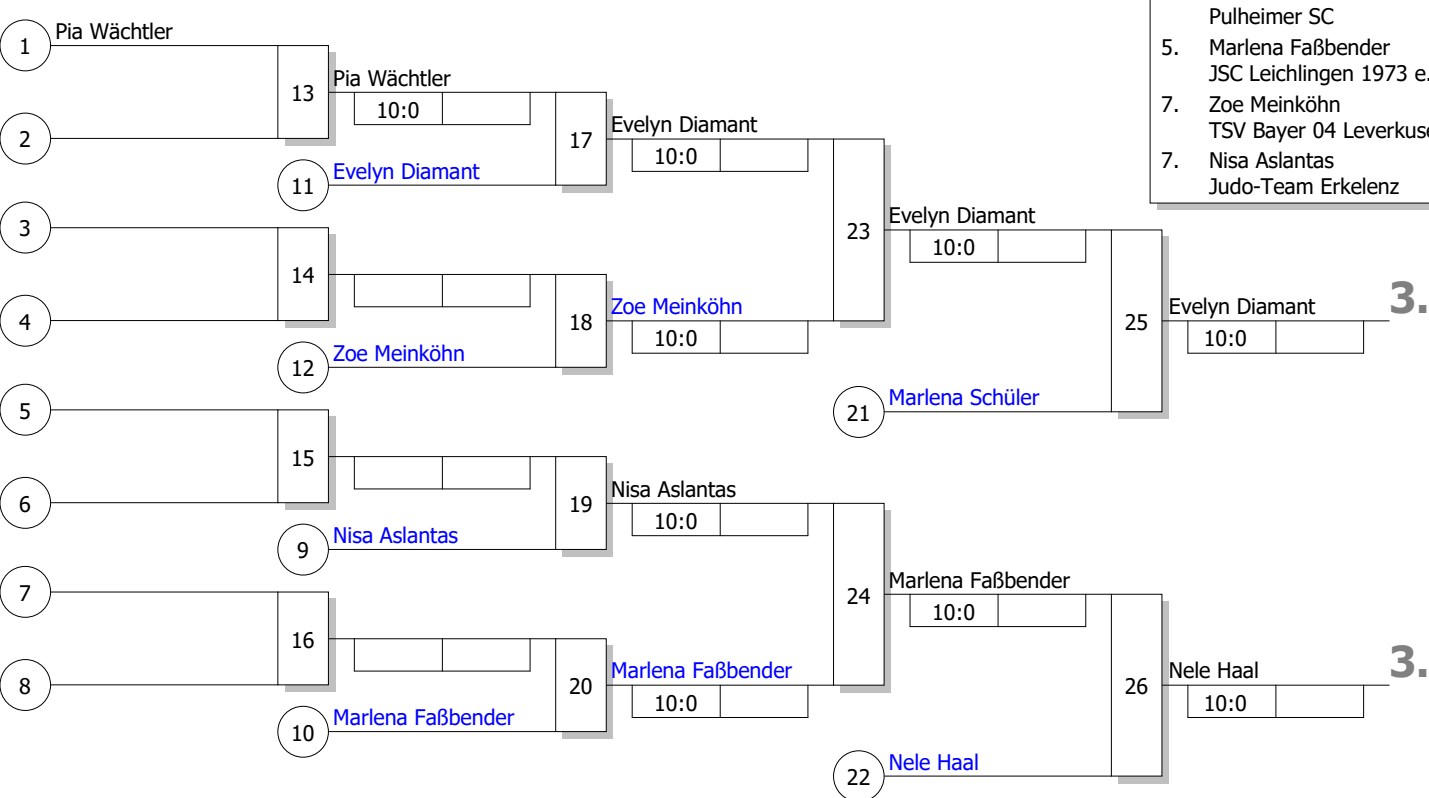 Pulheimer SC
5. Marlena Faßbender
JSC Leichlingen 1973 e.
7. Zoe Meinköhn
TSV Bayer 04 Leverkuse
7. Nisa Aslantas
Judo-Team Erkelenz
1 Pia Wächtler
13 Pia Wächtler
10:0
2
17 Evelyn Diamant
10:0
11 Evelyn Diamant
3
23 Evelyn Diamant
10:0
14
4
18 Zoe Meinköhn
10:0
12 Zoe Meinköhn
25 Evelyn Diamant 3.
10:0
5
21 Marlena Schüler
15
6
19 Nisa Aslantas
10:0
9 Nisa Aslantas
7
24 Marlena Faßbender
10:0
16
8
20 Marlena Faßbender
10:0
10 Marlena Faßbender
26 Nele Haal 3.
10:0
22 Nele Haal